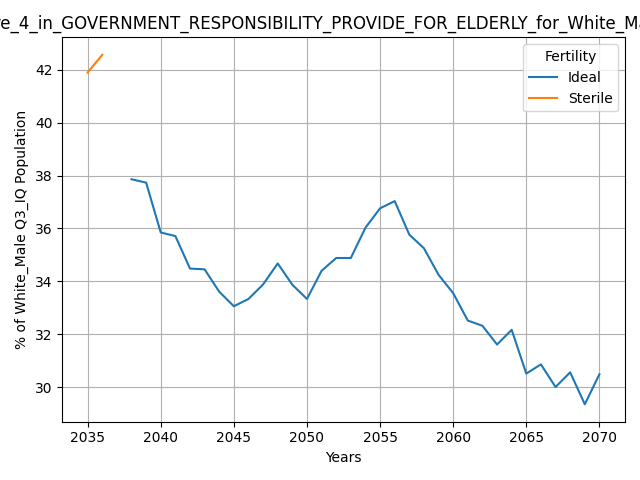 re_4_in_GOVERNMENT_RESPONSIBILITY_PROVIDE_FOR_ELDERLY_for_White_Ma
Fertility
Ideal
Sterile
% of White_Male Q3_IQ Population
42
40
38
36
34
32
30
2035 2040 2045 2050 2055 2060 2065 2070
Years